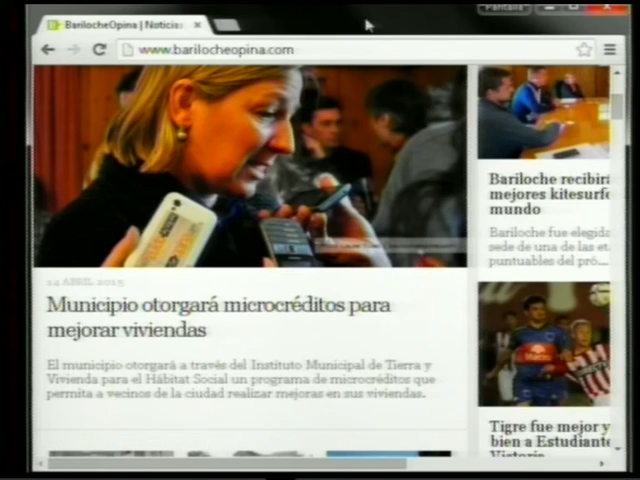 Pantalla
BarilocheOpina | Noticias
www.barilocheopina.com
14 ABRIL 2015
Municipio otorgará microcréditos para
mejorar viviendas
El municipio otorgará a través del Instituto Municipal de Tierra y
Vivienda para el Hábitat Social un programa de microcréditos que
permita a vecinos de la ciudad realizar mejoras en sus viviendas.
Bariloche recibirá
mejores kitesurfe
mundo
Bariloche fue elegida
sede de una de las et
puntuables del pró...
Tigre fue mejor y
bien a Estudiante
Victoria